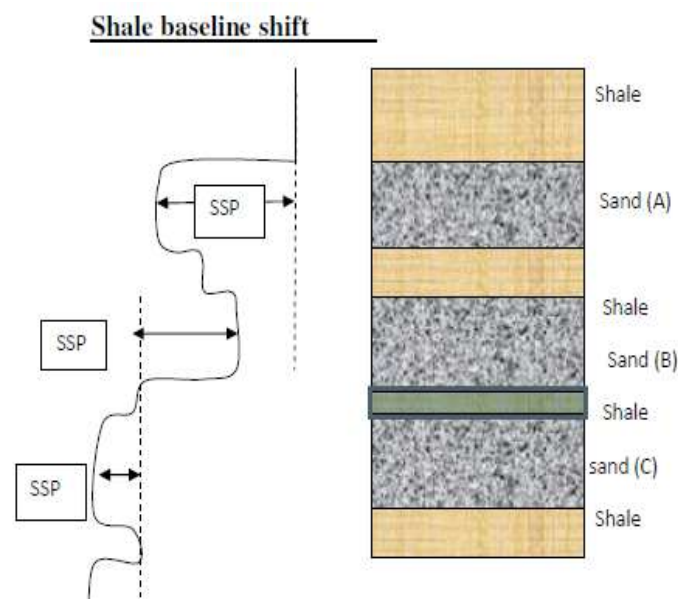 Shale baseline shift
Shale
Sand (A)
SSP
Shale
SSP
Sand (B)
Shale
sand (C)
SSP
Shale